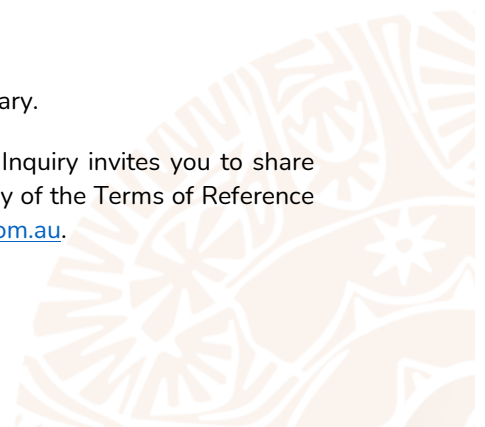 ary.
Inquiry invites you to share
y of the Terms of Reference
om.au.